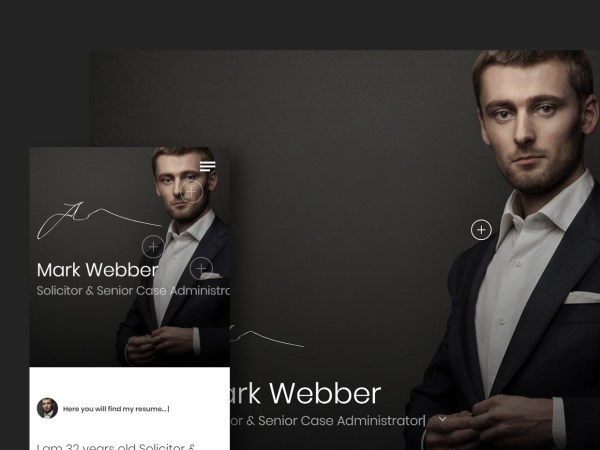 Mark Webber
Solicitor & Senior Case Administra
Here you will find my resume...|
I am 32 years old Solicitor &
ark Webber
or & Senior Case Administrator|